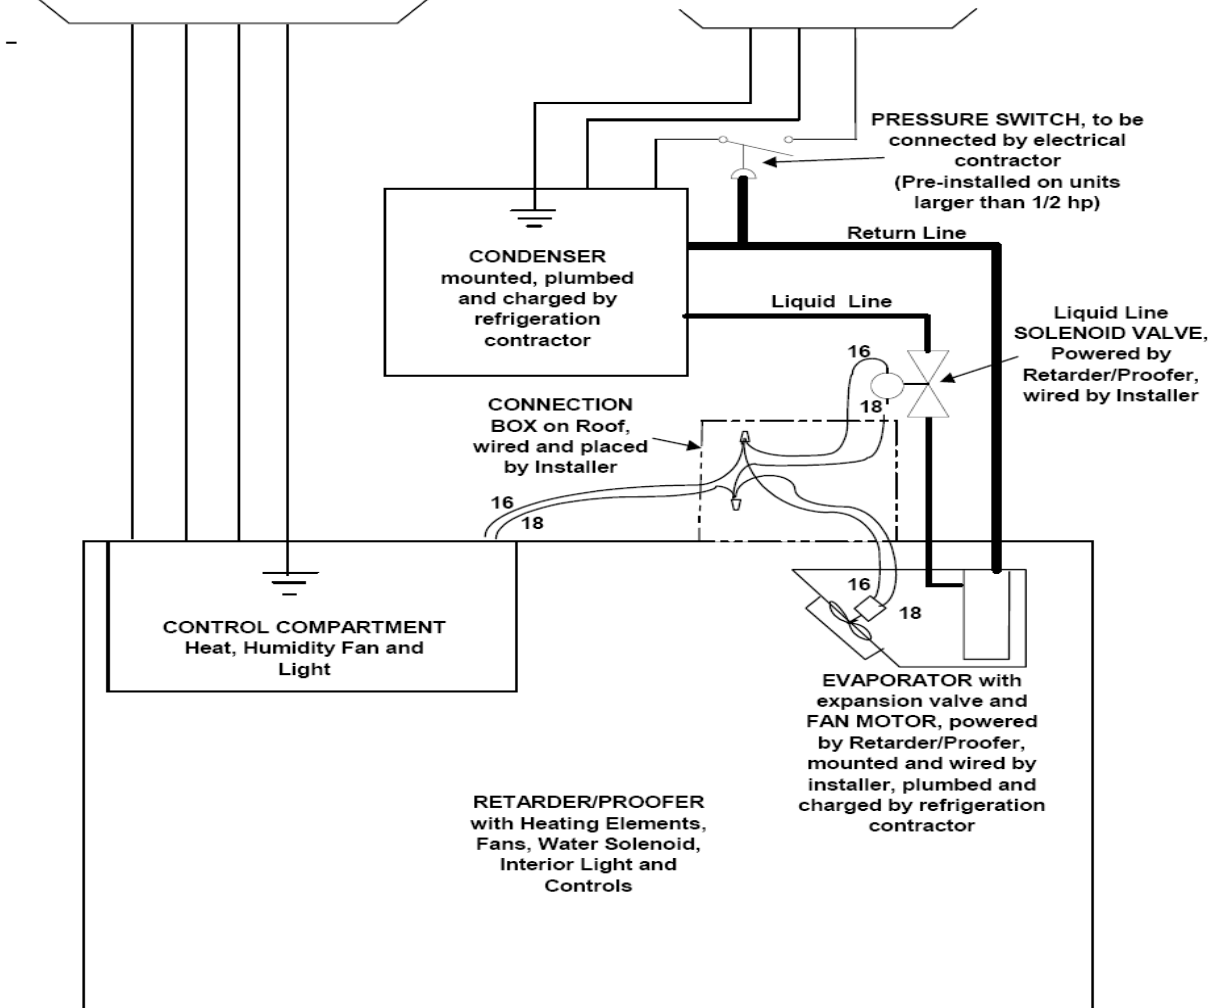 PRESSURE SWITCH, to be
connected by electrical
contractor
(Pre-installed on units
larger than 1/2 hp)
Return Line
CONDENSER
mounted, plumbed
and charged by
refrigeration
contractor
Liquid Line
Liquid Line
SOLENOID VALVE,
Powered by
Retarder/Proofer,
wired by Installer
16
18
CONNECTION
BOX on Roof,
wired and placed
by Installer
16
18
16
18
CONTROL COMPARTMENT
Heat, Humidity Fan and
Light
EVAPORATOR with
expansion valve and
FAN MOTOR, powered
by Retarder/Proofer,
mounted and wired by
installer, plumbed and
charged by refrigeration
contractor
RETARDER/PROOFER
with Heating Elements,
Fans, Water Solenoid,
Interior Light and
Controls